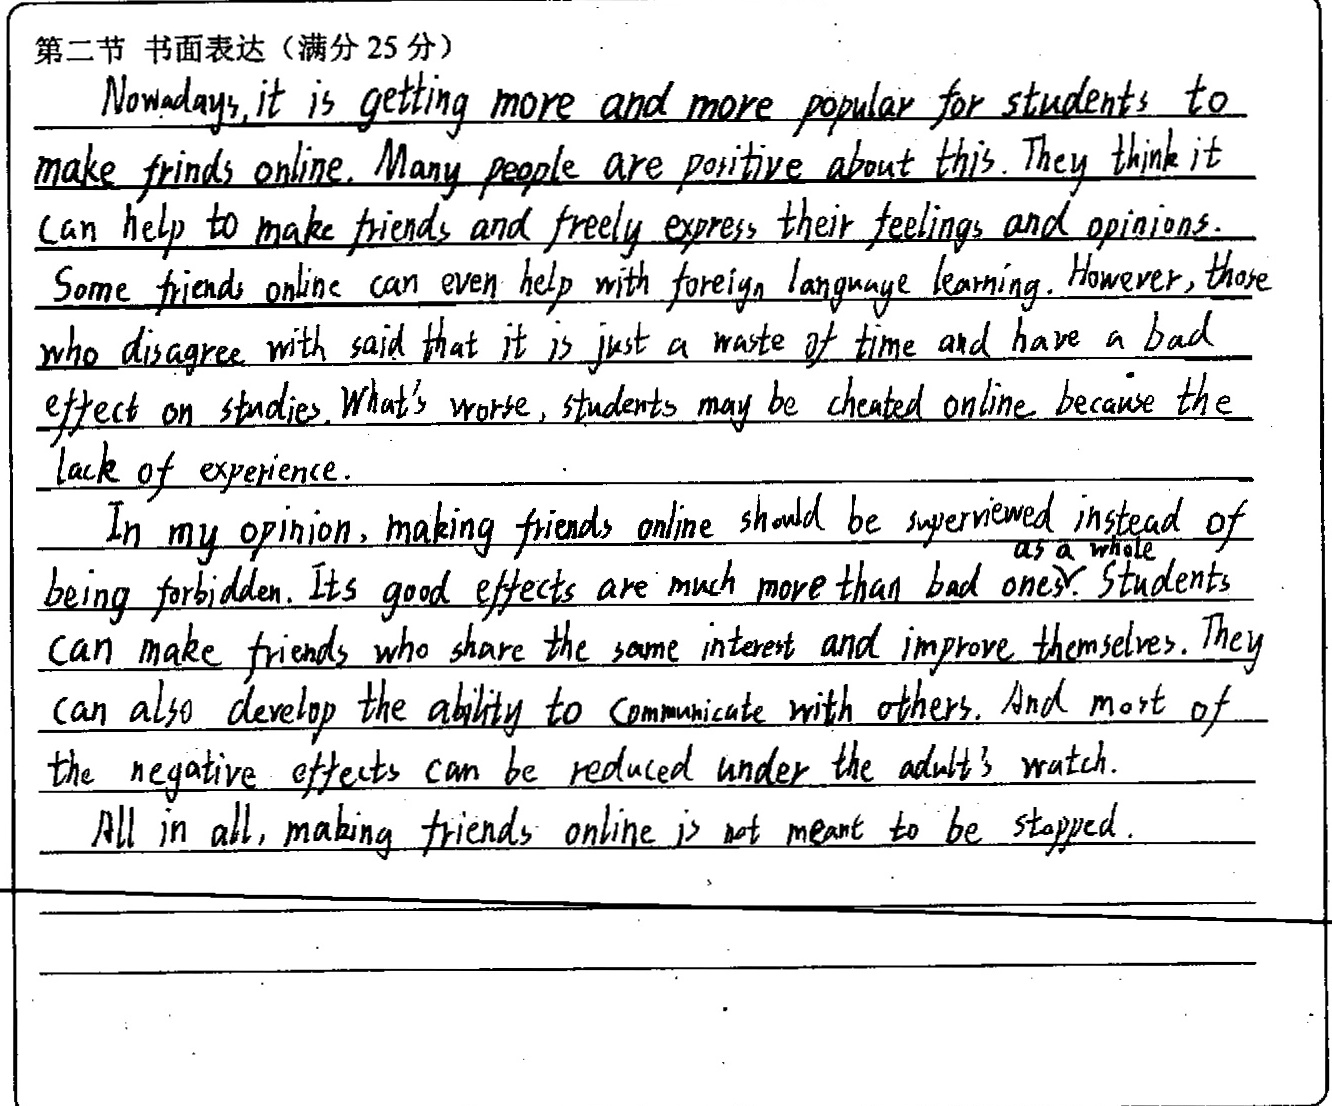 第二节 书面表达（满分 25 分）
Nowadays, it is getting more and more popular for students to
make frinds online. Many people are positive about this. They think it
can help to make friends and freely express their feelings and opinions.
Some friends online can even help with foreign language learning. However, those
who disagree with said that it is just a waste of time and have a bad
effect on studies. What's worse, students may be cheated online because the
lack of experience.
In my opinion, making friends online should be superviewed instead of
being forbidden. Its good effects are much more than bad ones as a whole. Students
can make friends who share the same interest and improve themselves. They
can also develop the ability to communicate with others. And most of
the negative effects can be reduced under the adult's watch.
All in all, making friends online is not meant to be stopped.